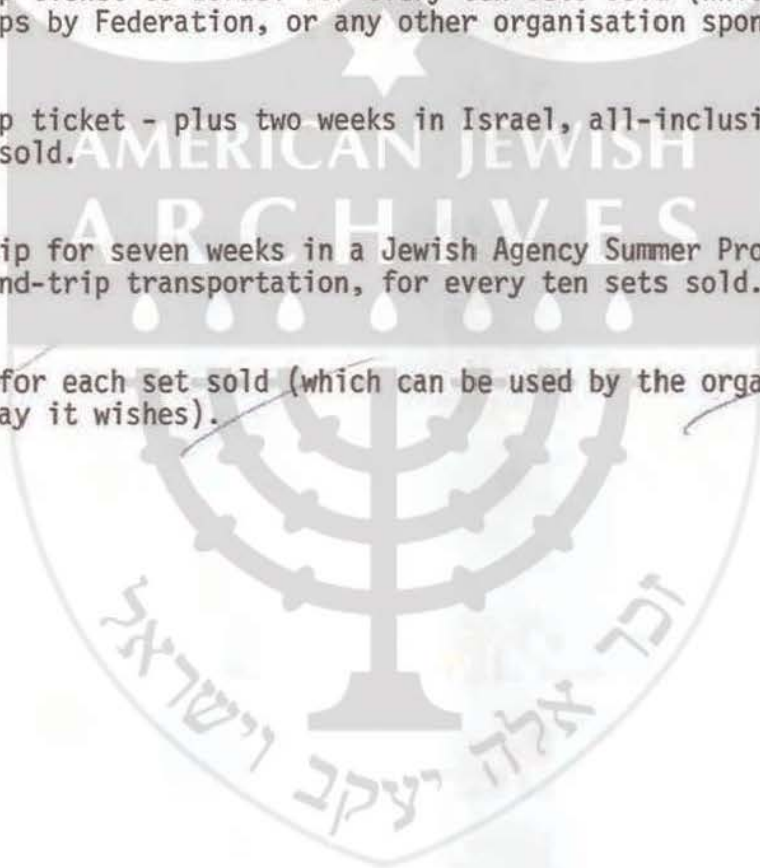 ps by Federation, or any other organisation spon
p ticket - plus two weeks in Israel, all-inclusi
sold.
AMERICAN JEWISH
ARCHIVES
ip for seven weeks in a Jewish Agency Summer Pro
nd-trip transportation, for every ten sets sold.
for each set sold (which can be used by the orga
ay it wishes).
זכר אלה יעקב וישראל